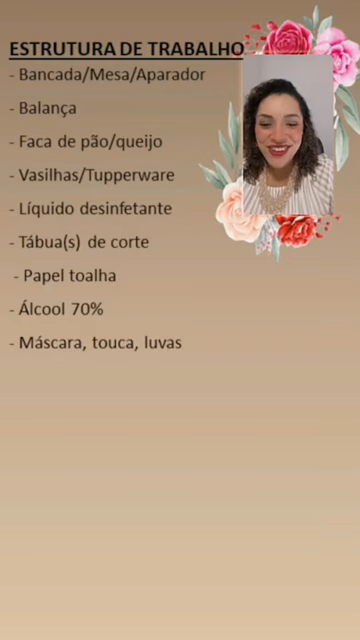 ESTRUTURA DE TRABALHO
- Bancada/Mesa/Aparador
- Balança
- Faca de pão/queijo
- Vasilhas/Tupperware
- Líquido desinfetante
- Tábua(s) de corte
- Papel toalha
- Álcool 70%
- Máscara, touca, luvas